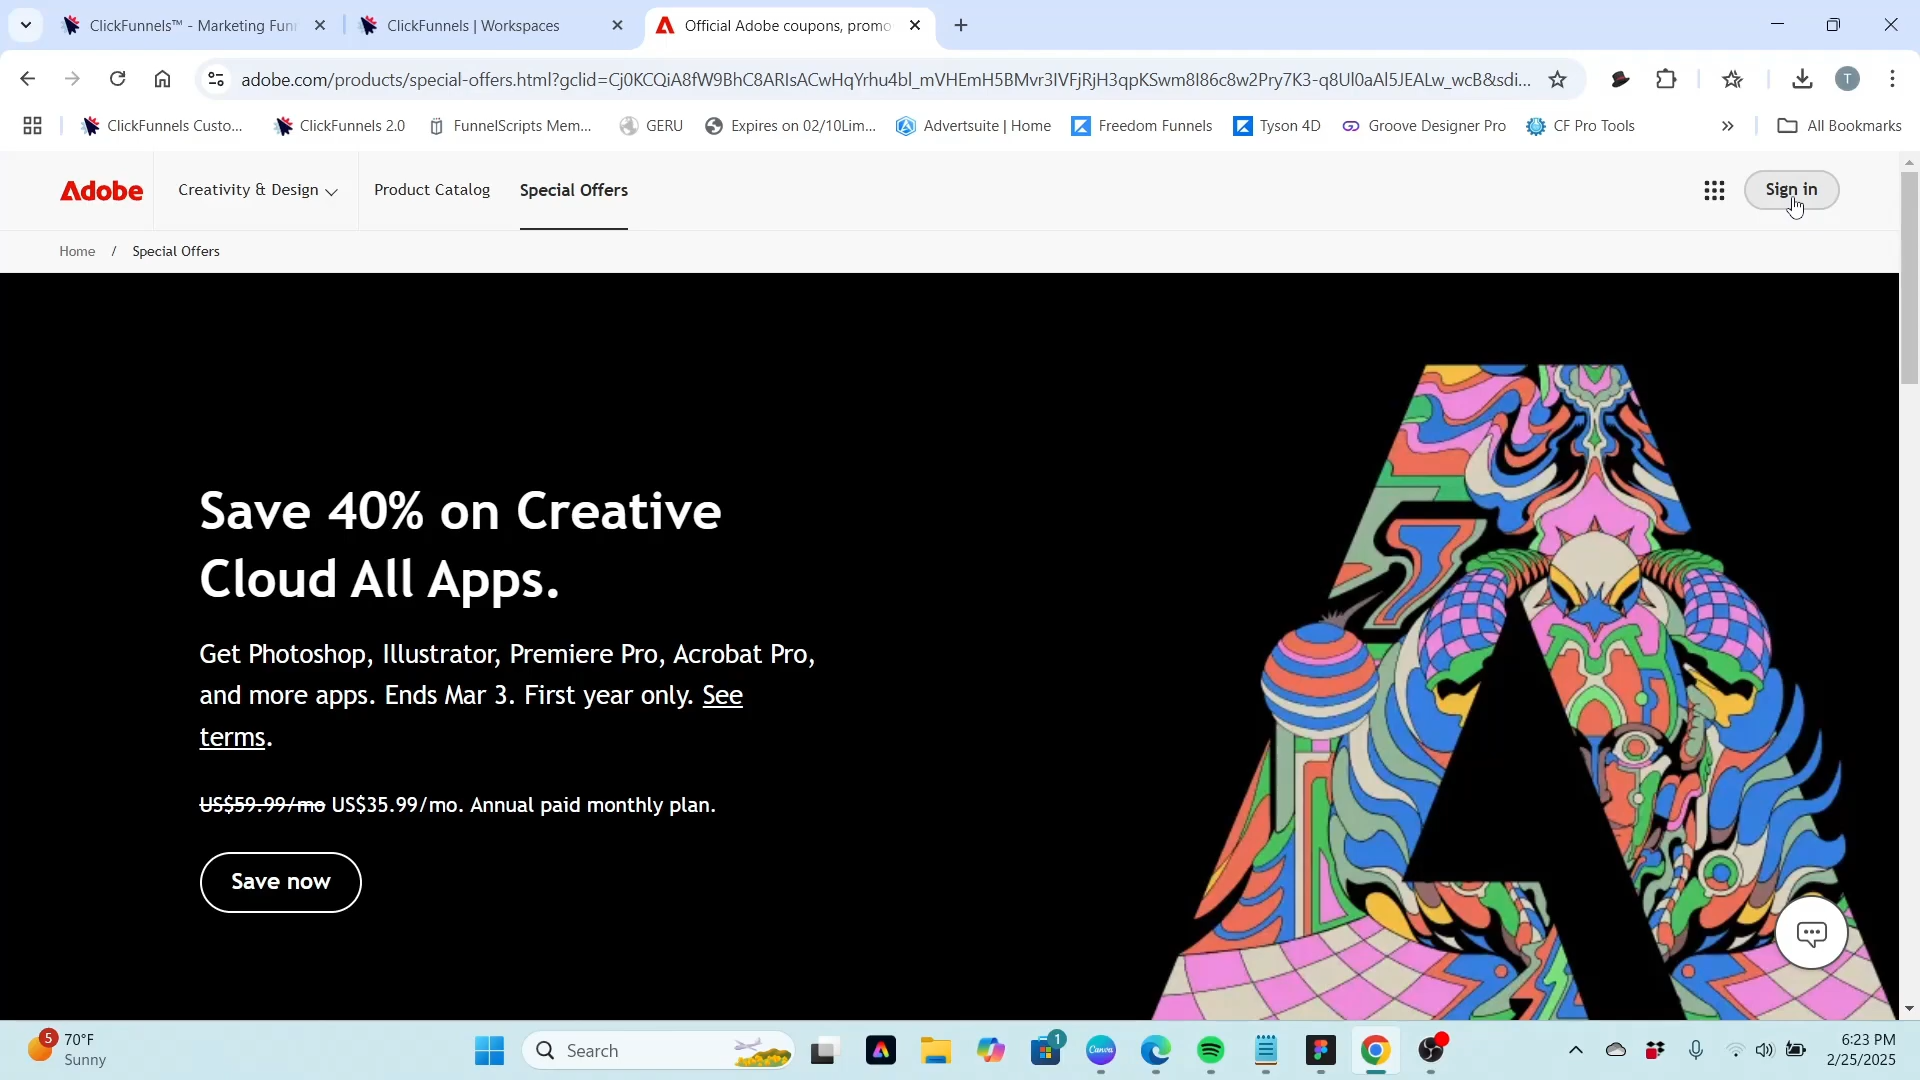 ClickFunnels™ - Marketing Fun
ClickFunnels | Workspaces
Official Adobe coupons, promo
adobe.com/products/special-offers.html?gclid=Cj0KCQiA8fW9BhC8ARIsACwHqYrhu4bl_mVHEmH5BMvr3IVFjRjH3qpKSwm8I86c8w2Pry7K3-q8Ul0aAl5JEALw_wcB&sdi...
T
ClickFunnels Custo...
ClickFunnels 2.0
FunnelScripts Mem...
GERU
Expires on 02/10Lim...
Advertsuite | Home
Freedom Funnels
Tyson 4D
Groove Designer Pro
CF Pro Tools
All Bookmarks
Adobe
Creativity & Design
Product Catalog
Special Offers
Sign in
Home / Special Offers
Save 40% on Creative
Cloud All Apps.
Get Photoshop, Illustrator, Premiere Pro, Acrobat Pro,
and more apps. Ends Mar 3. First year only. See
terms.
US$59.99/mo US$35.99/mo. Annual paid monthly plan.
Save now
5
70°F
Sunny
Search
1
Canva
6:23 PM
2/25/2025